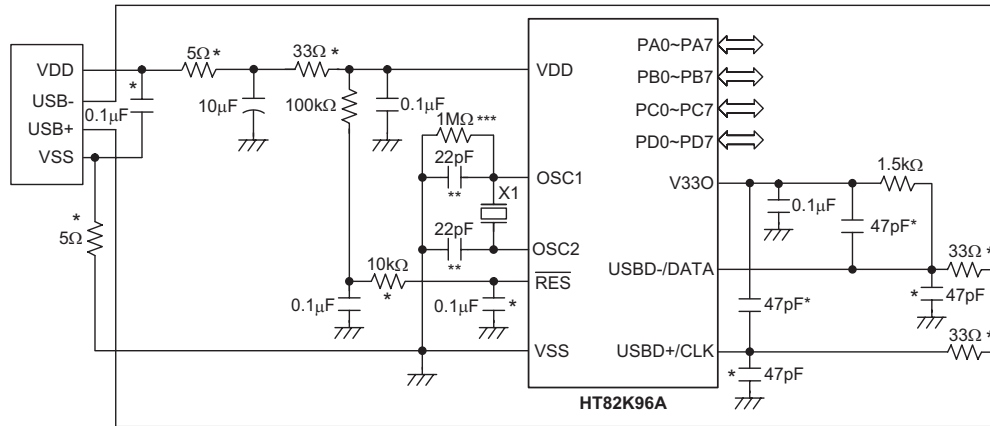 5Ω *
33Ω *
VDD
USB-
USB+
VSS
*
0.1μF
10μF
100kΩ
0.1μF
VDD
PA0~PA7
PB0~PB7
PC0~PC7
PD0~PD7
1MΩ ***
22pF
**
OSC1
X1
22pF
**
OSC2
*
5Ω
10kΩ
*
RES
0.1μF
0.1μF
*
VSS
V33O
1.5kΩ
0.1μF
47pF*
USBD-/DATA
33Ω *
47pF*
*
47pF
USBD+/CLK
33Ω *
*
47pF
HT82K96A